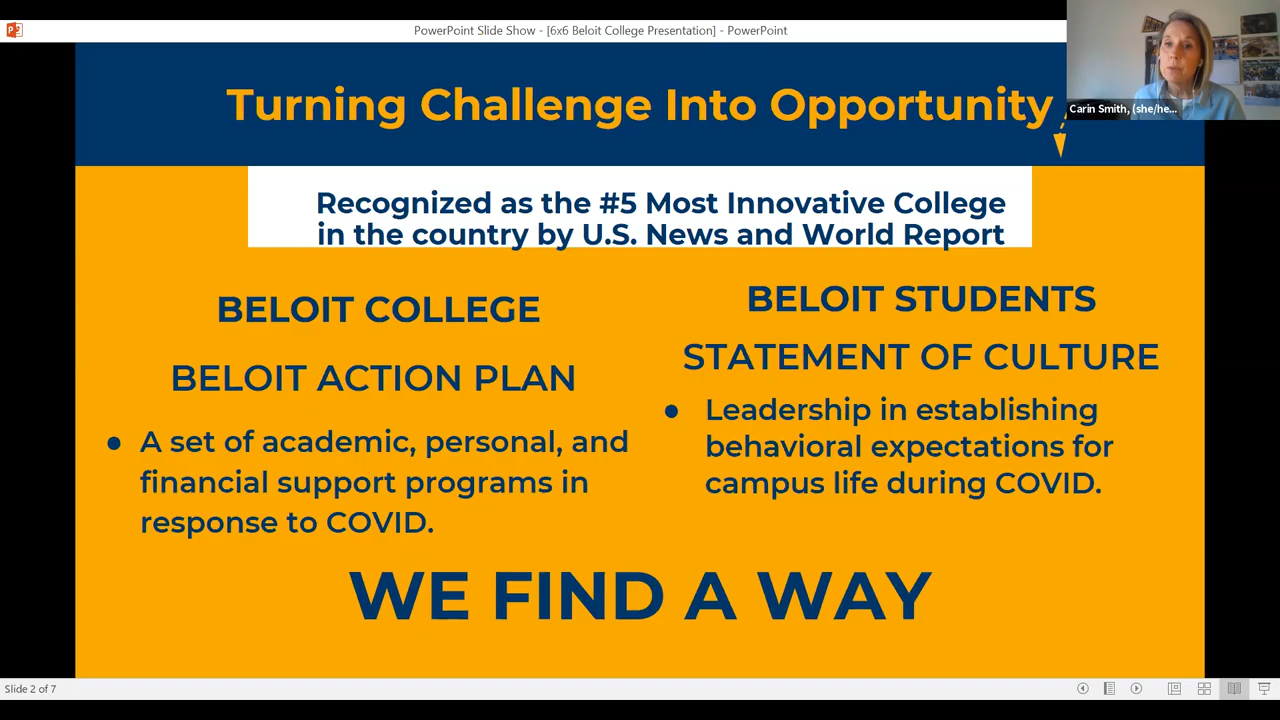 PowerPoint Slide Show - [6x6 Beloit College Presentation] - PowerPoint
Carin Smith, (she/he...
Turning Challenge Into Opportunity
Recognized as the #5 Most Innovative College
in the country by U.S. News and World Report
BELOIT COLLEGE
BELOIT ACTION PLAN
● A set of academic, personal, and
financial support programs in
response to COVID.
BELOIT STUDENTS
STATEMENT OF CULTURE
● Leadership in establishing
behavioral expectations for
campus life during COVID.
WE FIND A WAY
Slide 2 of 7